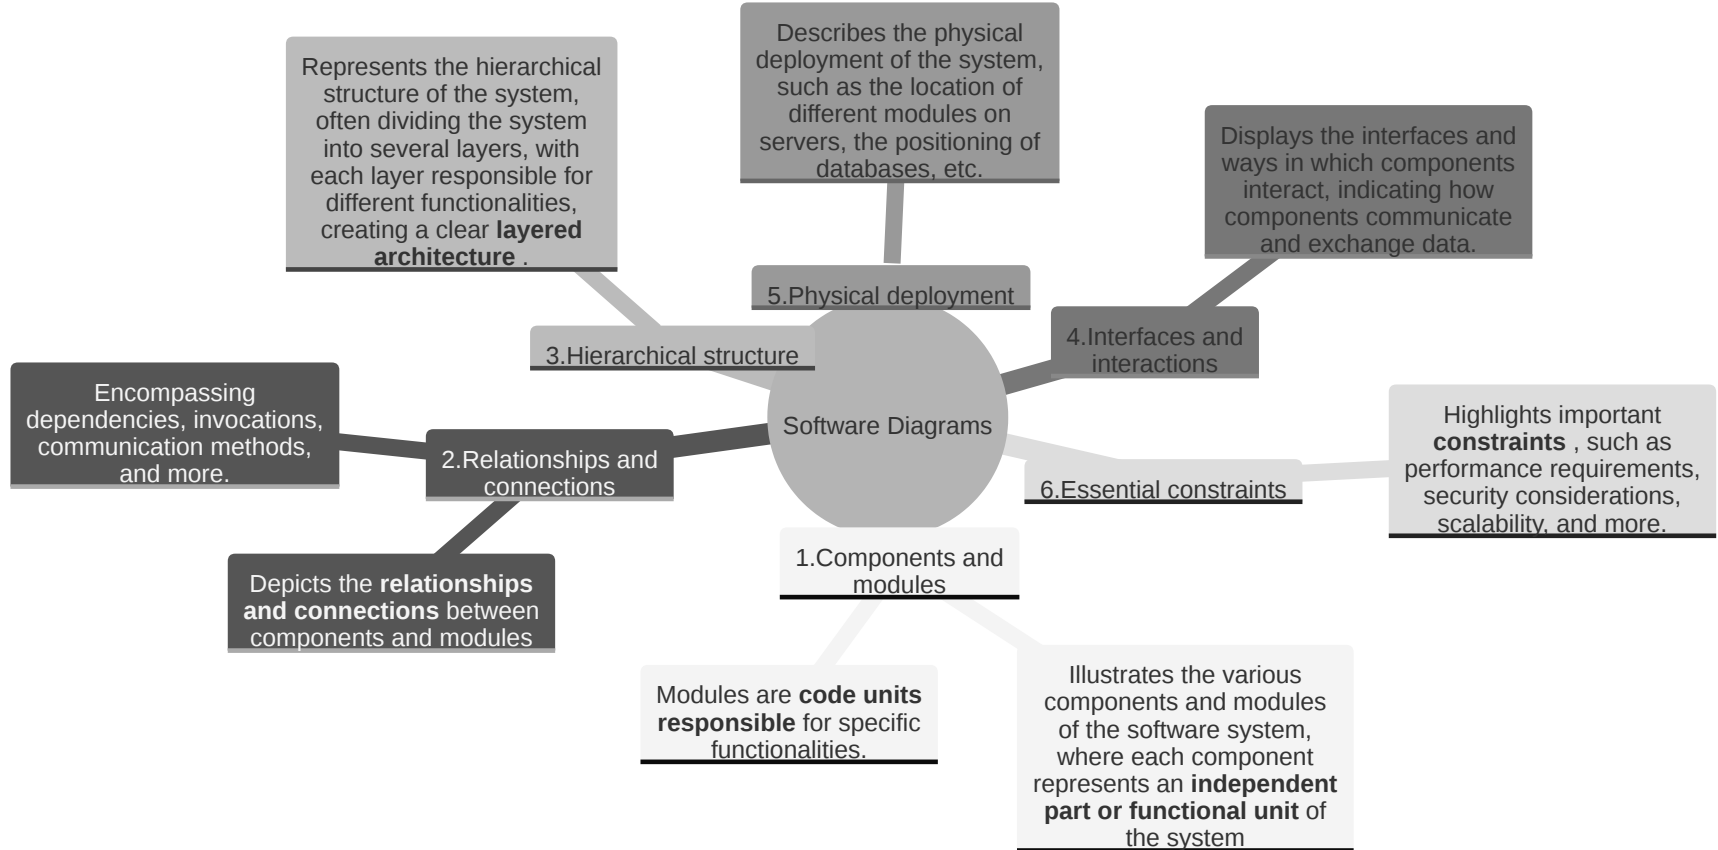 Describes the physical
deployment of the system,
such as the location of
different modules on
servers, the positioning of
databases, etc.
Represents the hierarchical
structure of the system,
often dividing the system
into several layers, with
each layer responsible for
different functionalities,
creating a clear layered
architecture .
Displays the interfaces and
ways in which components
interact, indicating how
components communicate
and exchange data.
5.Physical deployment
4.Interfaces and
interactions
3.Hierarchical structure
Encompassing
dependencies, invocations,
communication methods,
and more.
2.Relationships and
connections
Software Diagrams
Highlights important
constraints , such as
performance requirements,
security considerations,
scalability, and more.
6.Essential constraints
1.Components and
modules
Depicts the relationships
and connections between
components and modules
Modules are code units
responsible for specific
functionalities.
Illustrates the various
components and modules
of the software system,
where each component
represents an independent
part or functional unit of
the system